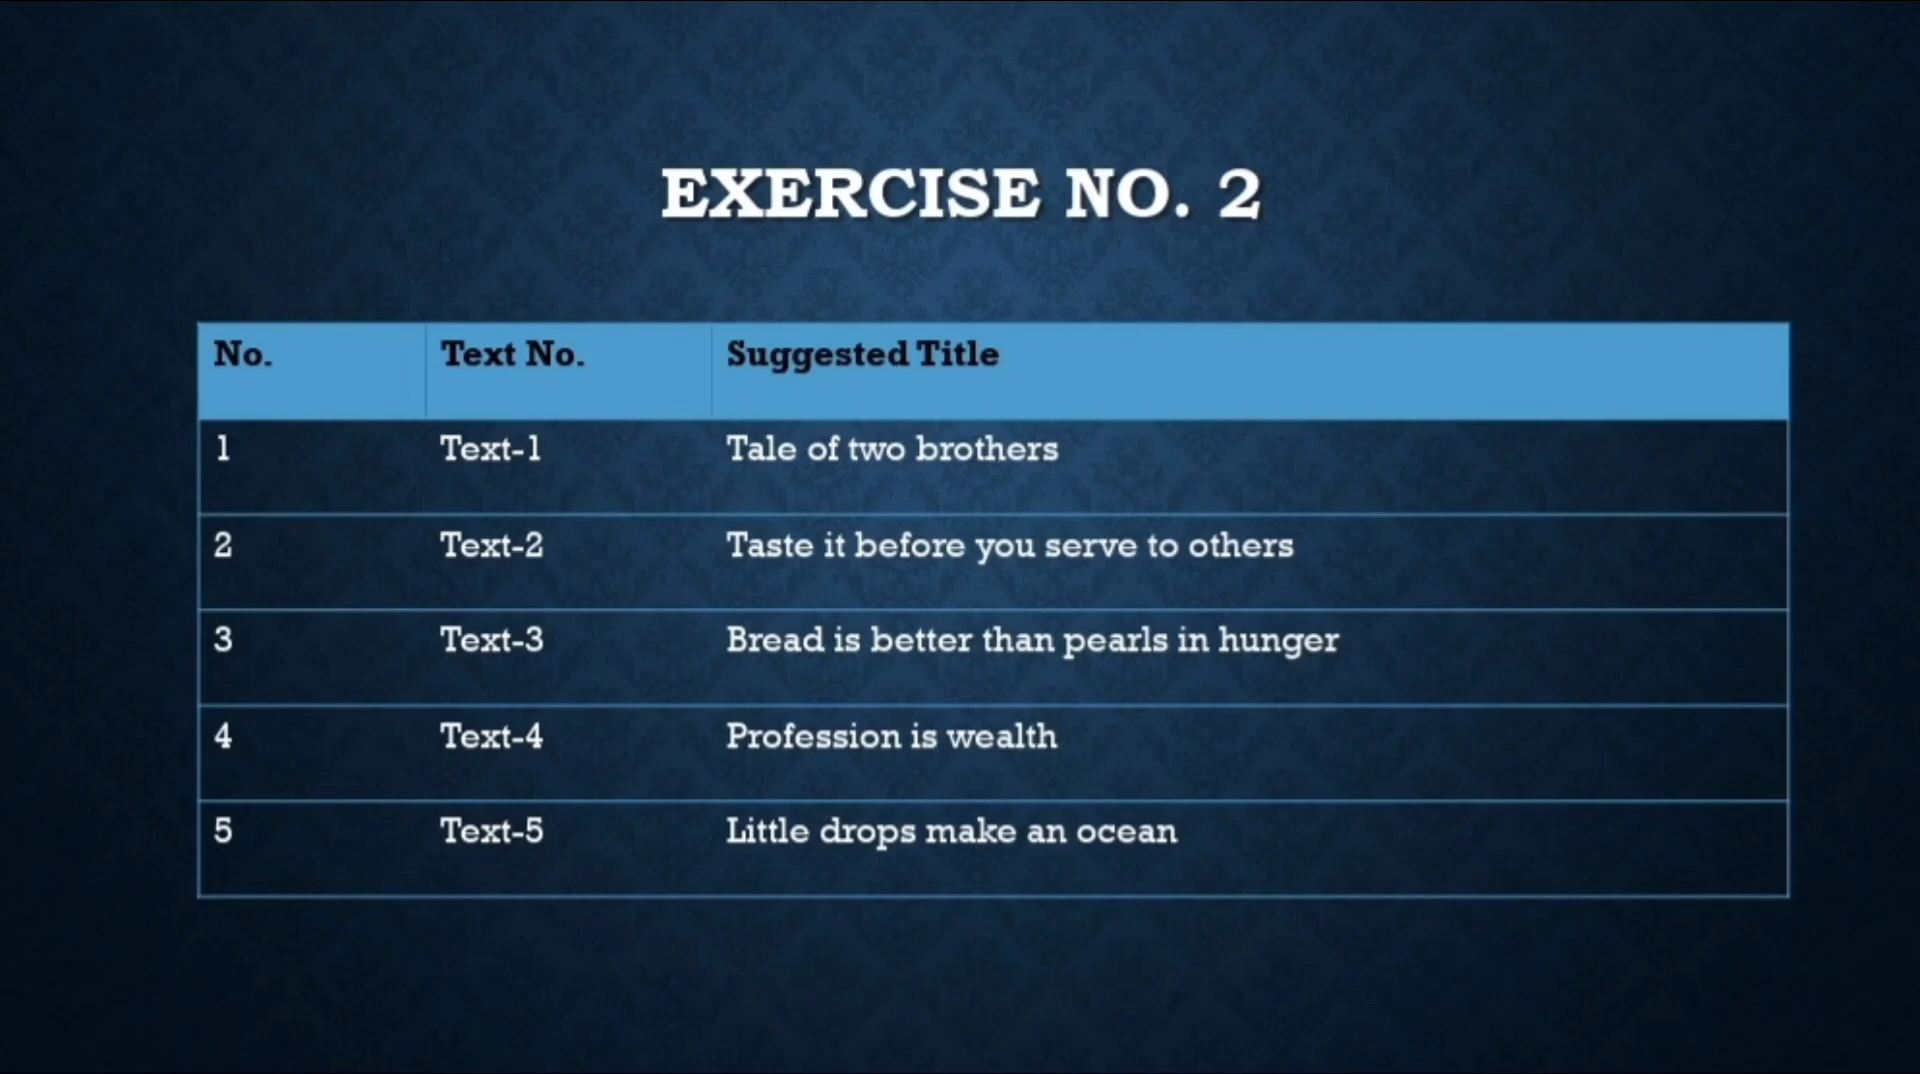 EXERCISE NO. 2
No. Text No. Suggested Title
1 Text-1 Tale of two brothers
2 Text-2 Taste it before you serve to others
3 Text-3 Bread is better than pearls in hunger
4 Text-4 Profession is wealth
5 Text-5 Little drops make an ocean